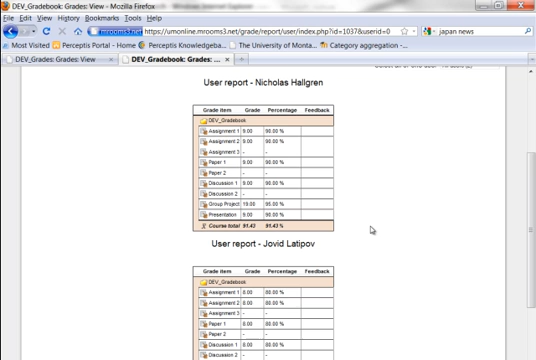 DEV_Gradebook: Grades: View - Mozilla Firefox
File Edit View History Bookmarks Tools Help
mrooms3.net https://umonline.mrooms3.net/grade/report/user/index.php?id=1037&userid=0
japan news
Most Visited Perceptis Portal - Home Perceptis Knowledgeba... The University of Monta... Category aggregation -...
DEV_Grades: Grades: View DEV_Gradebook: Grades: ...
User report - Nicholas Hallgren
Grade item Grade Percentage Feedback
DEV_Gradebook
Assignment 1 9.00 90.00 %
Assignment 2 9.00 90.00 %
Assignment 3 - -
Paper 1 9.00 90.00 %
Paper 2 - -
Discussion 1 9.00 90.00 %
Discussion 2 - -
Group Project 19.00 95.00 %
Presentation 9.00 90.00 %
Course total 91.43 91.43 %
User report - Jovid Latipov
Grade item Grade Percentage Feedback
DEV_Gradebook
Assignment 1 8.00 80.00 %
Assignment 2 8.00 80.00 %
Assignment 3 - -
Paper 1 8.00 80.00 %
Paper 2 - -
Discussion 1 8.00 80.00 %
Discussion 2 - -